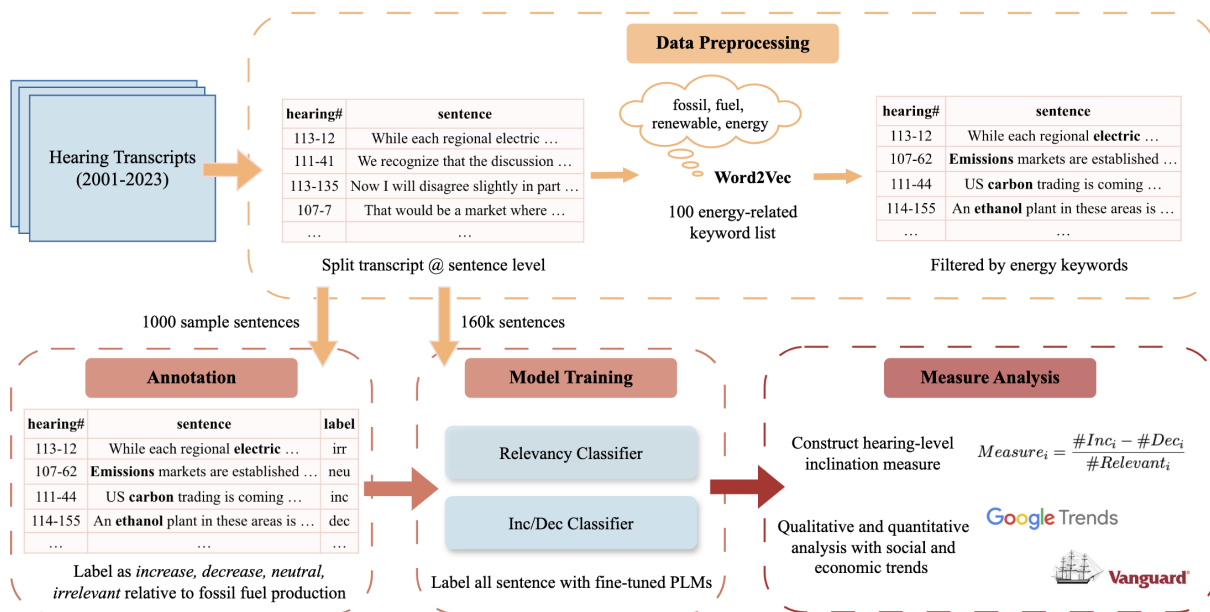 Data Preprocessing
Hearing Transcripts
(2001-2023)
hearing# sentence
113-12 While each regional electric …
111-41 We recognize that the discussion …
113-135 Now I will disagree slightly in part …
107-7 That would be a market where …
… …
Split transcript @ sentence level
fossil, fuel,
renewable, energy
Word2Vec
100 energy-related
keyword list
hearing# sentence
113-12 While each regional electric …
107-62 Emissions markets are established …
111-44 US carbon trading is coming …
114-155 An ethanol plant in these areas is …
… …
Filtered by energy keywords
1000 sample sentences
160k sentences
Annotation
hearing# sentence label
113-12 While each regional electric … irr
107-62 Emissions markets are established … neu
111-44 US carbon trading is coming … inc
114-155 An ethanol plant in these areas is … dec
… … …
Label as increase, decrease, neutral,
irrelevant relative to fossil fuel production
Model Training
Relevancy Classifier
Inc/Dec Classifier
Label all sentence with fine-tuned PLMs
Measure Analysis
Construct hearing-level
inclination measure
Measure_i = (#Inc_i − #Dec_i) / #Relevant_i
Qualitative and quantitative
analysis with social and
economic trends
Google Trends
Vanguard®